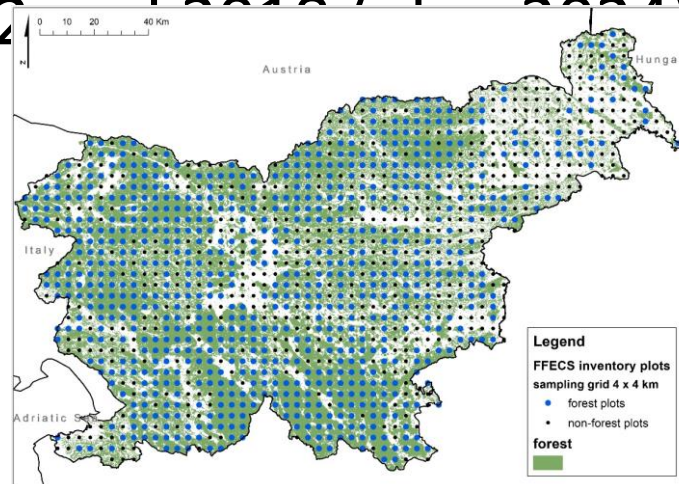 0 10 20 40 Km
N
Austria
Hunga
Italy
Adriatic Sea
Legend
FFECS inventory plots
sampling grid 4 x 4 km
forest plots
non-forest plots
forest